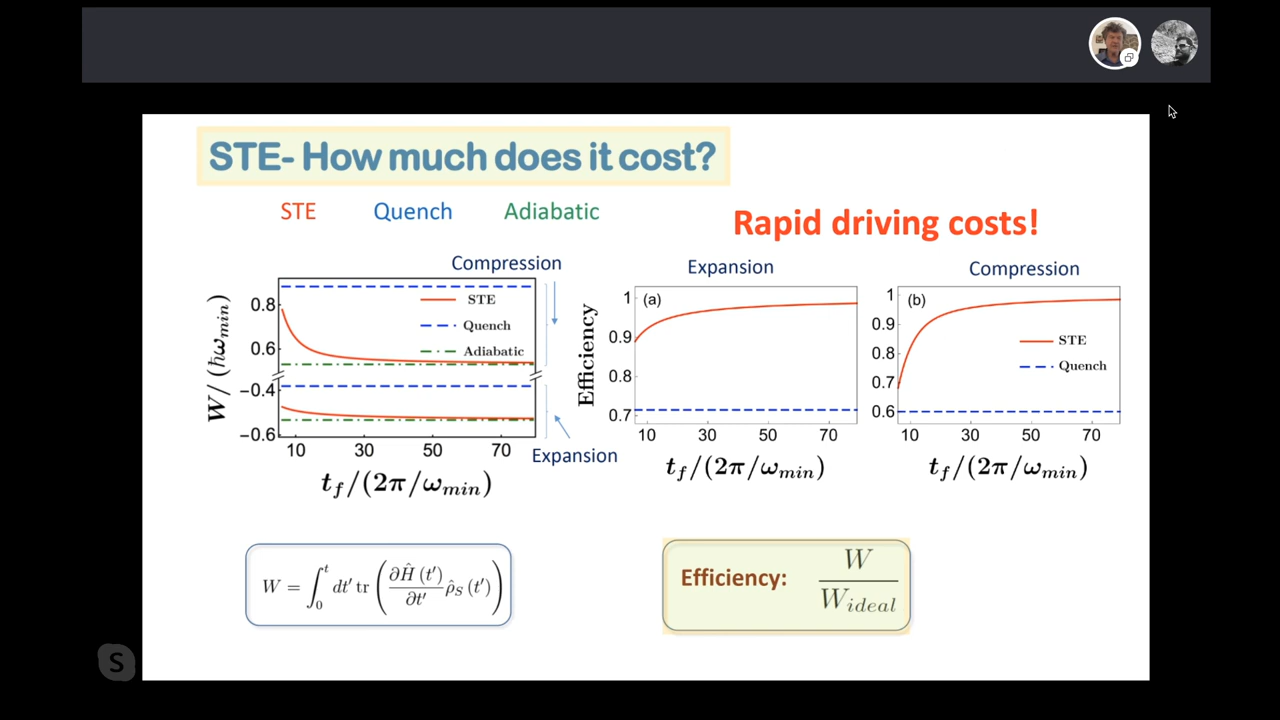 STE- How much does it cost?
STE Quench Adiabatic
Rapid driving costs!
Compression
W/(ħω_min)
0.8
0.6
−0.4
−0.6
STE
Quench
Adiabatic
10 30 50 70
t_f/(2π/ω_min)
Expansion
Expansion
Efficiency
(a)
1
0.9
0.8
0.7
10 30 50 70
t_f/(2π/ω_min)
Compression
(b)
1
0.9
0.8
0.7
0.6
STE
Quench
10 30 50 70
t_f/(2π/ω_min)
W = ∫₀ᵗ dt′ tr (∂Ĥ(t′)/∂t′ ρ̂_S(t′))
Efficiency: W/W_ideal
S